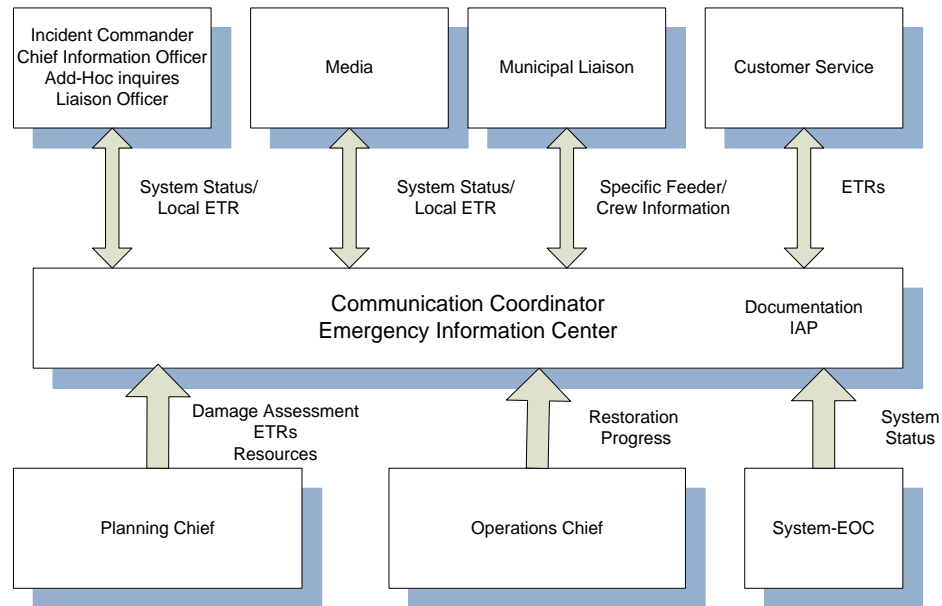 Incident Commander
Chief Information Officer
Add-Hoc inquires
Liaison Officer
Media
Municipal Liaison
Customer Service
System Status/
Local ETR
System Status/
Local ETR
Specific Feeder/
Crew Information
ETRs
Communication Coordinator
Emergency Information Center
Documentation
IAP
Damage Assessment
ETRs
Resources
Restoration
Progress
System
Status
Planning Chief
Operations Chief
System-EOC